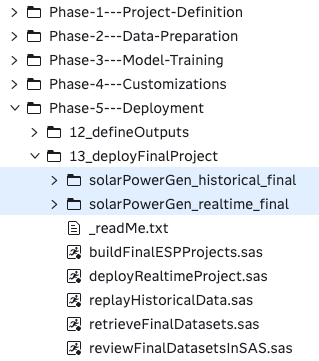 Phase-1---Project-Definition
Phase-2---Data-Preparation
Phase-3---Model-Training
Phase-4---Customizations
Phase-5---Deployment
12_defineOutputs
13_deployFinalProject
solarPowerGen_historical_final
solarPowerGen_realtime_final
_readMe.txt
buildFinalESPProjects.sas
deployRealtimeProject.sas
replayHistoricalData.sas
retrieveFinalDatasets.sas
reviewFinalDatasetsInSAS.sas